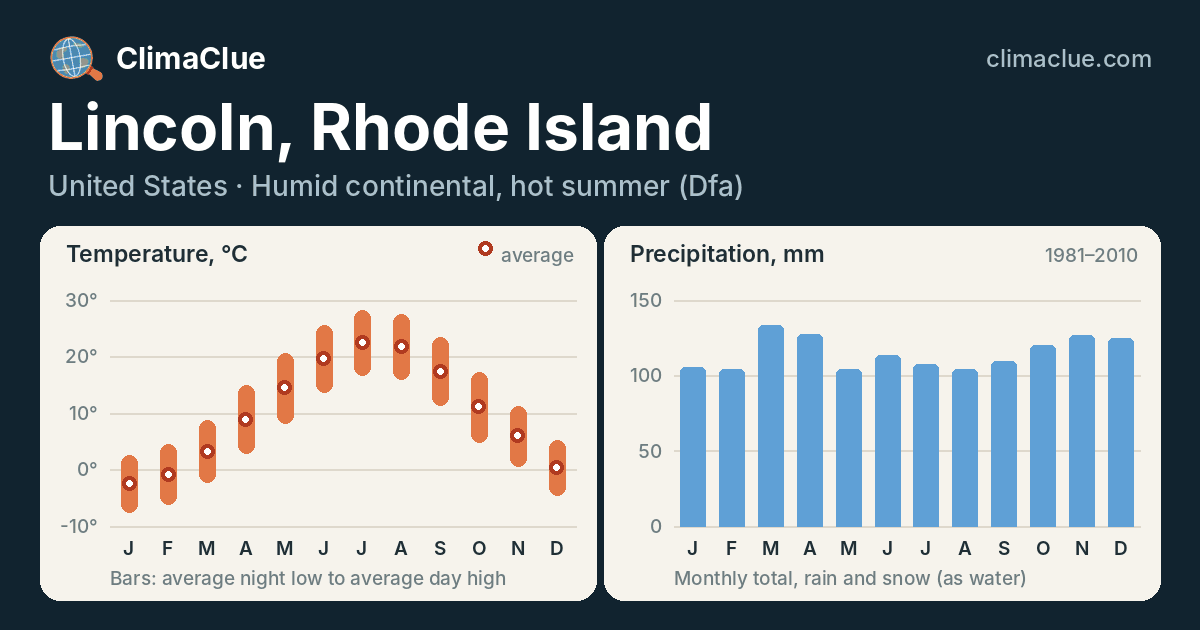 ClimaClue
climaclue.com
Lincoln, Rhode Island
United States · Humid continental, hot summer (Dfa)
Temperature, °C
average
30°
20°
10°
0°
-10°
J F M A M J J A S O N D
Bars: average night low to average day high
Precipitation, mm
1981–2010
150
100
50
0
J F M A M J J A S O N D
Monthly total, rain and snow (as water)